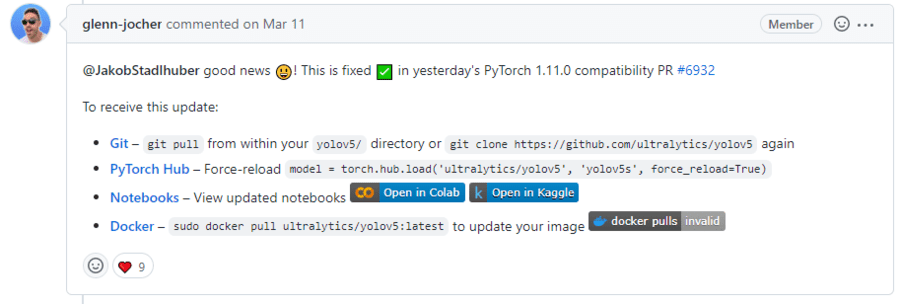 glenn-jocher commented on Mar 11 Member
@JakobStadlhuber good news 😃! This is fixed ✅ in yesterday's PyTorch 1.11.0 compatibility PR #6932
To receive this update:
• Git – git pull from within your yolov5/ directory or git clone https://github.com/ultralytics/yolov5 again
• PyTorch Hub – Force-reload model = torch.hub.load('ultralytics/yolov5', 'yolov5s', force_reload=True)
• Notebooks – View updated notebooks Open in Colab k Open in Kaggle
• Docker – sudo docker pull ultralytics/yolov5:latest to update your image docker pulls invalid
❤️ 9